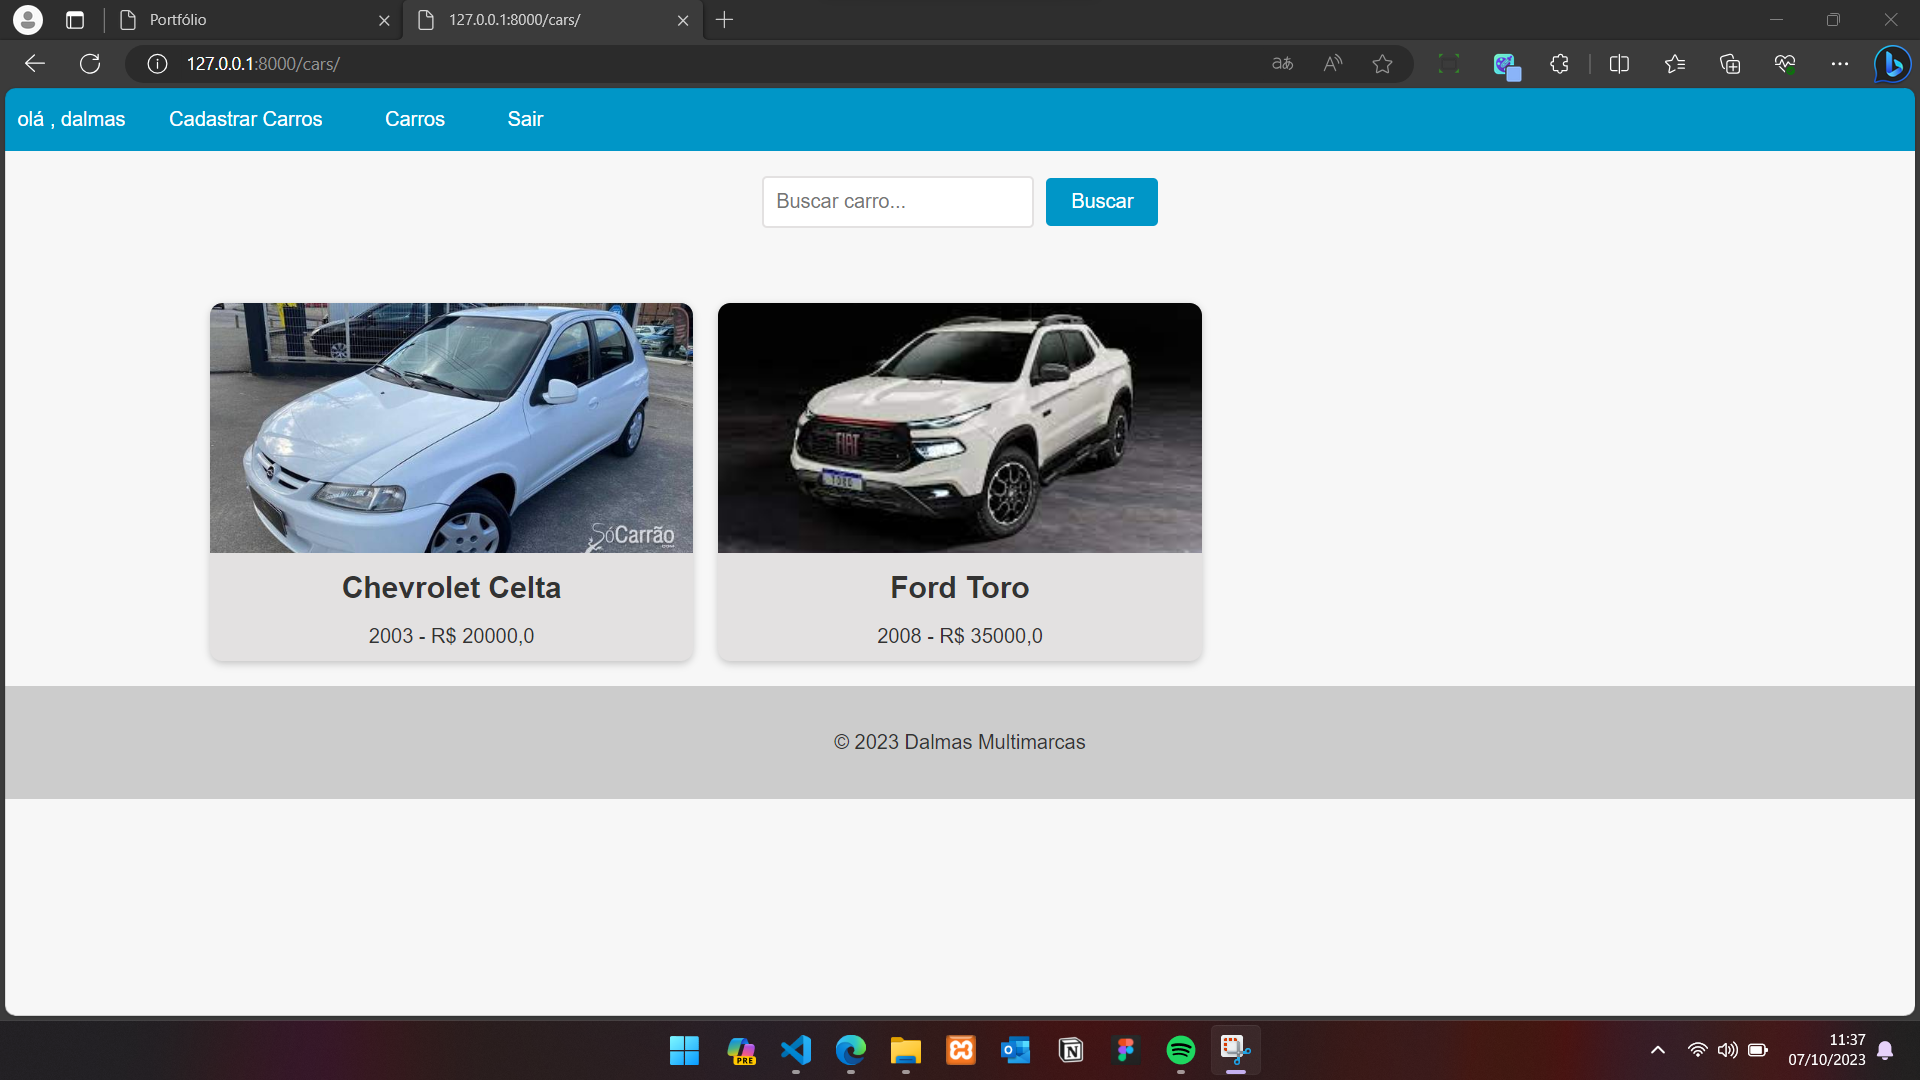 Portfólio
127.0.0.1:8000/cars/
127.0.0.1:8000/cars/
olá , dalmas
Cadastrar Carros
Carros
Sair
Buscar carro...
Buscar
SóCarrão
FIAT
TORO
Chevrolet Celta
Ford Toro
2003 - R$ 20000,0
2008 - R$ 35000,0
© 2023 Dalmas Multimarcas
PRE
11:37
07/10/2023